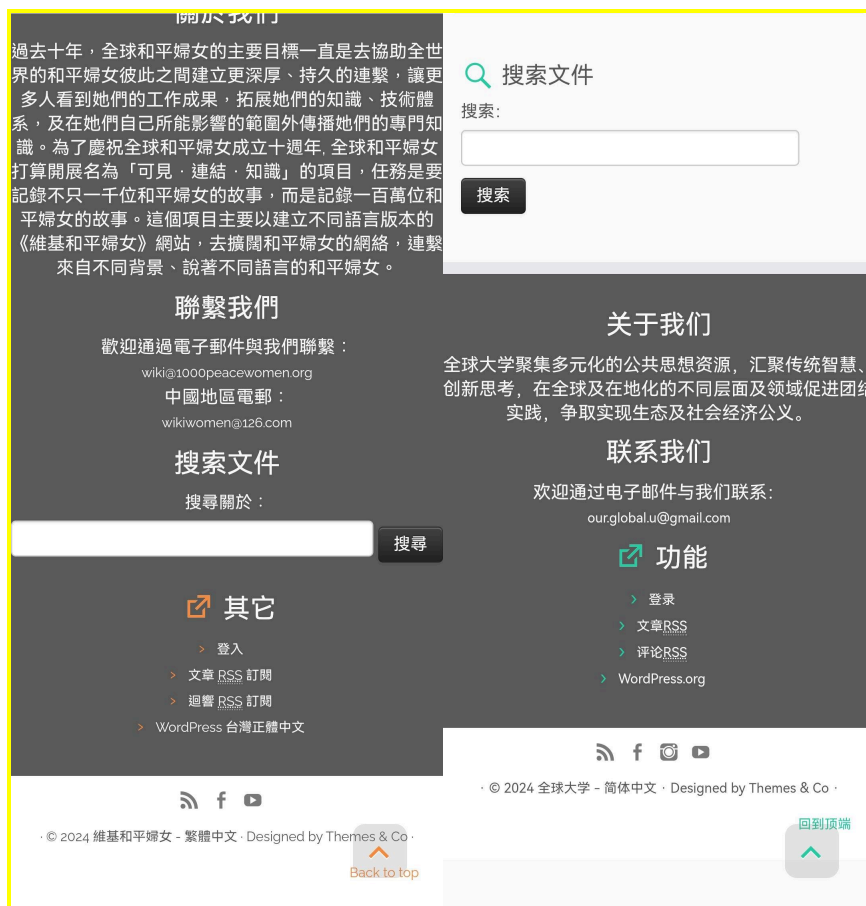 關於我們
過去十年，全球和平婦女的主要目標一直是去協助全世
界的和平婦女彼此之間建立更深厚、持久的連繫，讓更
多人看到她們的工作成果，拓展她們的知識、技術體
系，及在她們自己所能影響的範圍外傳播她們的專門知
識。為了慶祝全球和平婦女成立十週年, 全球和平婦女
打算開展名為「可見 · 連結 · 知識」的項目，任務是要
記錄不只一千位和平婦女的故事，而是記錄一百萬位和
平婦女的故事。這個項目主要以建立不同語言版本的
《維基和平婦女》網站，去擴闊和平婦女的網絡，連繫
來自不同背景、說著不同語言的和平婦女。
聯繫我們
歡迎通過電子郵件與我們聯繫：
wiki@1000peacewomen.org
中國地區電郵：
wikiwomen@126.com
搜索文件
搜尋關於：
搜尋
其它
登入
文章 RSS 訂閱
迴響 RSS 訂閱
WordPress 台灣正體中文
· © 2024 維基和平婦女 - 繁體中文 · Designed by Themes & Co ·
Back to top
搜索文件
搜索：
搜索
关于我们
全球大学聚集多元化的公共思想资源，汇聚传统智慧、
创新思考，在全球及在地化的不同层面及领域促进团结
实践，争取实现生态及社会经济公义。
联系我们
欢迎通过电子邮件与我们联系：
our.global.u@gmail.com
功能
登录
文章RSS
评论RSS
WordPress.org
· © 2024 全球大学 – 简体中文 · Designed by Themes & Co ·
回到顶端